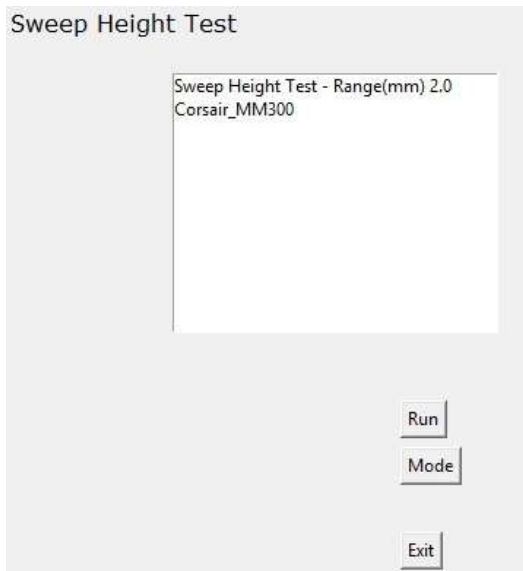 Sweep Height Test
Sweep Height Test - Range(mm) 2.0
Corsair_MM300
Run
Mode
Exit